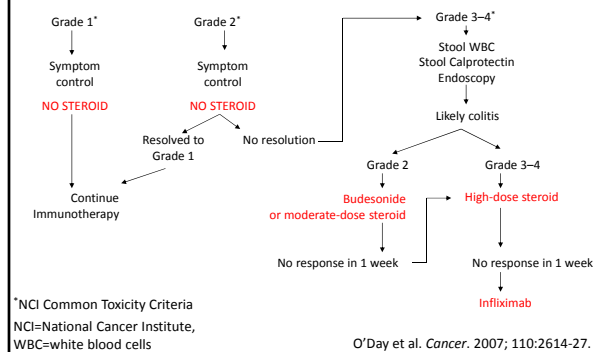 Grade 1*
Grade 2*
Grade 3–4*
Symptom
control
NO STEROID
Symptom
control
NO STEROID
Stool WBC
Stool Calprotectin
Endoscopy
Likely colitis
Resolved to
Grade 1
No resolution
Continue
Immunotherapy
Grade 2
Grade 3–4
Budesonide
or moderate-dose steroid
High-dose steroid
No response in 1 week
No response in 1 week
Infliximab
*NCI Common Toxicity Criteria
NCI=National Cancer Institute,
WBC=white blood cells
O’Day et al. Cancer. 2007; 110:2614-27.